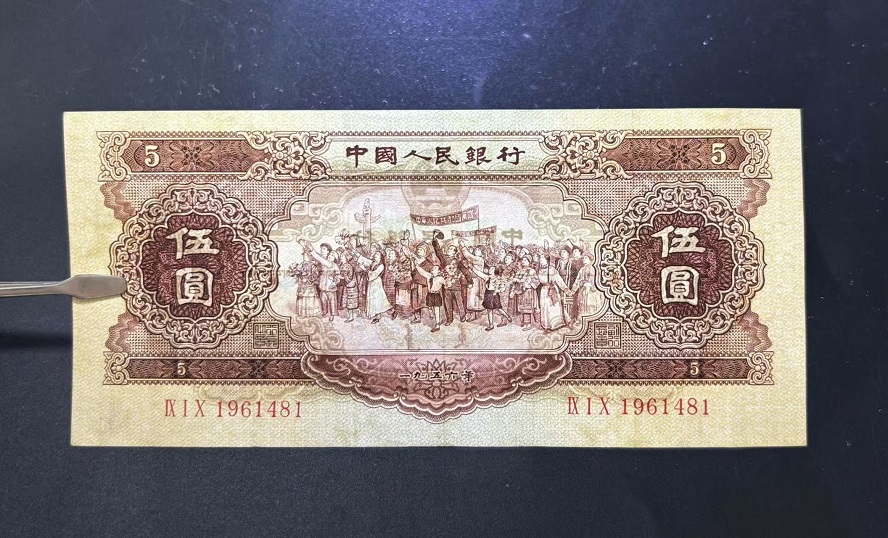 5 中國人民銀行 5
伍圓 伍圓
5 一九五六年 5
IX I X 1961481 IX I X 1961481